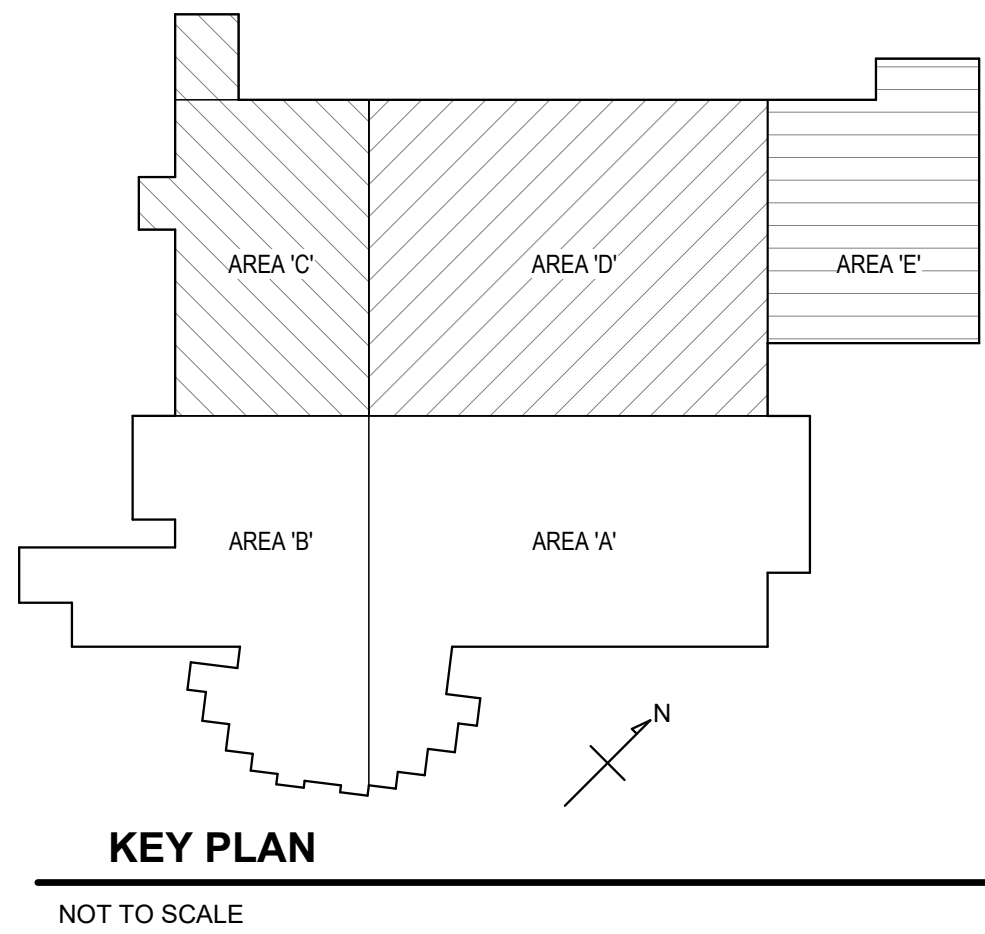 AREA 'C'
AREA 'D'
AREA 'E'
AREA 'B'
AREA 'A'
N
KEY PLAN
NOT TO SCALE